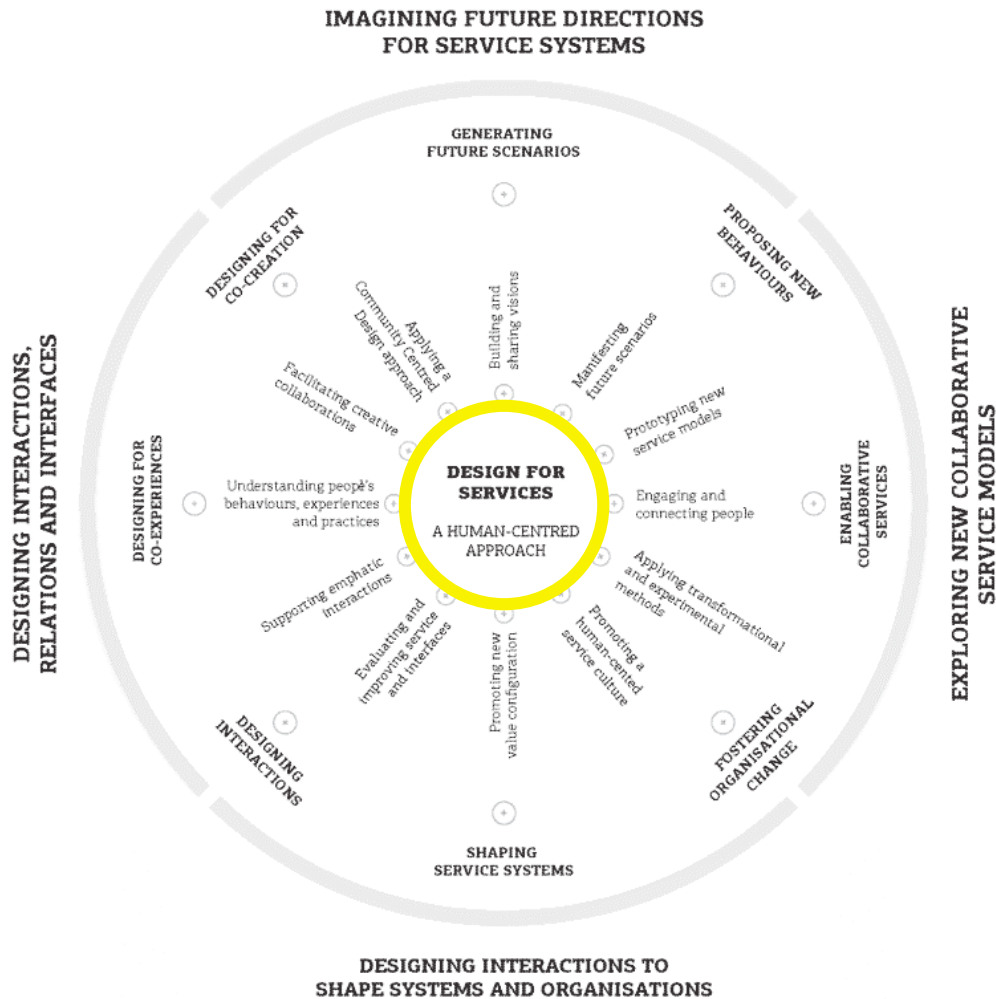 IMAGINING FUTURE DIRECTIONS
FOR SERVICE SYSTEMS
GENERATING
FUTURE SCENARIOS
DESIGNING FOR
CO-CREATION
PROPOSING NEW
BEHAVIOURS
Applying a
Community Centred
Design approach
Building and
sharing visions
Manifesting
future scenarios
Facilitating creative
collaborations
Prototyping new
service models
DESIGNING INTERACTIONS,
RELATIONS AND INTERFACES
DESIGNING FOR
CO-EXPERIENCES
Understanding people's
behaviours, experiences
and practices
DESIGN FOR
SERVICES
A HUMAN-CENTRED
APPROACH
Engaging and
connecting people
ENABLING
COLLABORATIVE
SERVICES
EXPLORING NEW COLLABORATIVE
SERVICE MODELS
Supporting emphatic
interactions
Applying transformational
and experimental
methods
Evaluating and
improving service
and interfaces
Promoting new
value configuration
Promoting a
human-cented
service culture
DESIGNING
INTERACTIONS
FOSTERING
ORGANISATIONAL
CHANGE
SHAPING
SERVICE SYSTEMS
DESIGNING INTERACTIONS TO
SHAPE SYSTEMS AND ORGANISATIONS